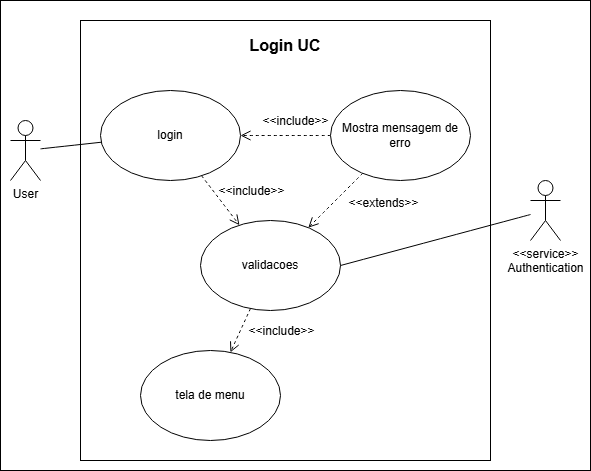 Login UC
<<include>>
login
Mostra mensagem de
erro
User
<<include>>
<<extends>>
validacoes
<<service>>
Authentication
<<include>>
tela de menu